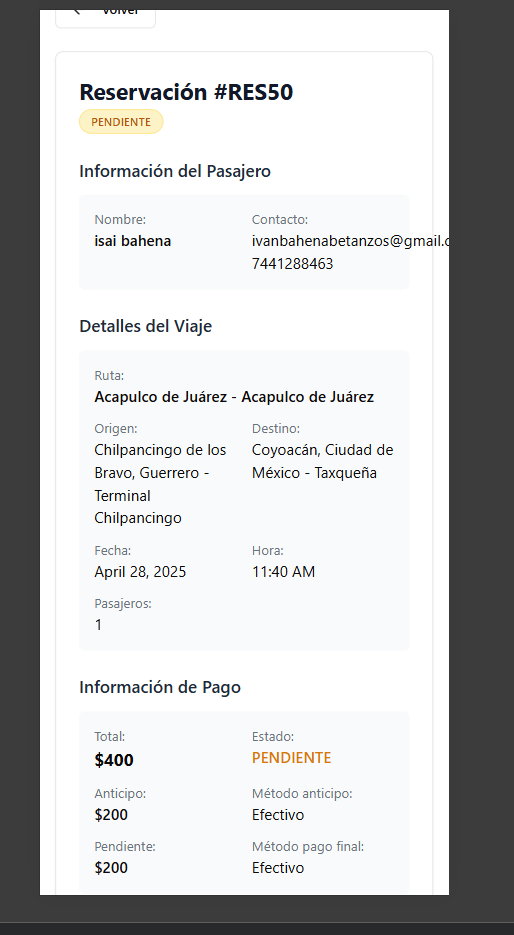 Volver
Reservación #RES50
PENDIENTE
Información del Pasajero
Nombre:
isai bahena
Contacto:
ivanbahenabetanzos@gmail.c
7441288463
Detalles del Viaje
Ruta:
Acapulco de Juárez - Acapulco de Juárez
Origen:
Chilpancingo de los
Bravo, Guerrero -
Terminal
Chilpancingo
Destino:
Coyoacán, Ciudad de
México - Taxqueña
Fecha:
April 28, 2025
Hora:
11:40 AM
Pasajeros:
1
Información de Pago
Total:
$400
Estado:
PENDIENTE
Anticipo:
$200
Método anticipo:
Efectivo
Pendiente:
$200
Método pago final:
Efectivo